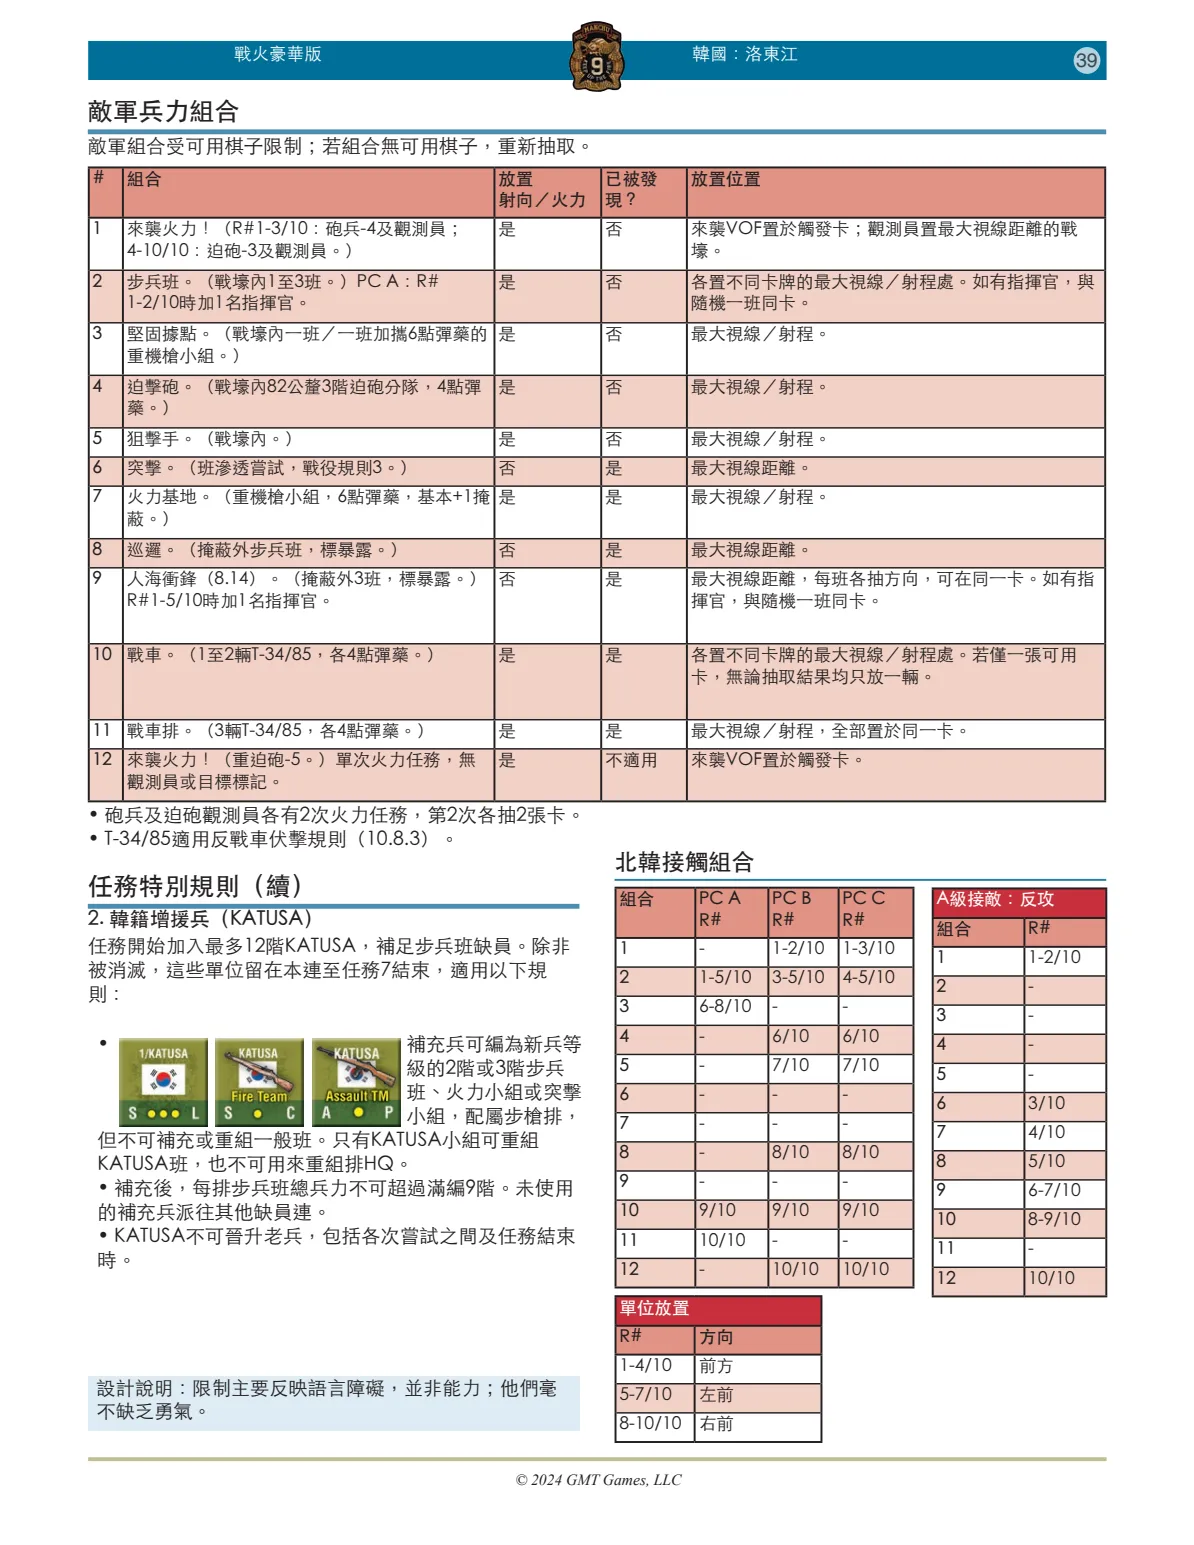 戰火豪華版
MANCHU
9
韓國：洛東江
39
敵軍兵力組合
敵軍組合受可用棋子限制；若組合無可用棋子，重新抽取。
# 組合 放置 已被發 放置位置
射向／火力 現？
1 來襲火力！（R#1-3/10：砲兵-4及觀測員； 是 否 來襲VOF置於觸發卡；觀測員置最大視線距離的戰
4-10/10：迫砲-3及觀測員。） 壕。
2 步兵班。（戰壕內1至3班。）PC A：R# 是 否 各置不同卡牌的最大視線／射程處。如有指揮官，與
1-2/10時加1名指揮官。 隨機一班同卡。
3 堅固據點。（戰壕內一班／一班加攜6點彈藥的 是 否 最大視線／射程。
重機槍小組。）
4 迫擊砲。（戰壕內82公釐3階迫砲分隊，4點彈 是 否 最大視線／射程。
藥。）
5 狙擊手。（戰壕內。） 是 否 最大視線／射程。
6 突擊。（班滲透嘗試，戰役規則3。） 否 是 最大視線距離。
7 火力基地。（重機槍小組，6點彈藥，基本+1掩 是 是 最大視線／射程。
蔽。）
8 巡邏。（掩蔽外步兵班，標暴露。） 否 是 最大視線距離。
9 人海衝鋒（8.14）。（掩蔽外3班，標暴露。） 否 是 最大視線距離，每班各抽方向，可在同一卡。如有指
R#1-5/10時加1名指揮官。 揮官，與隨機一班同卡。
10 戰車。（1至2輛T-34/85，各4點彈藥。） 是 是 各置不同卡牌的最大視線／射程處。若僅一張可用
卡，無論抽取結果均只放一輛。
11 戰車排。（3輛T-34/85，各4點彈藥。） 是 是 最大視線／射程，全部置於同一卡。
12 來襲火力！（重迫砲-5。）單次火力任務，無 是 不適用 來襲VOF置於觸發卡。
觀測員或目標標記。
• 砲兵及迫砲觀測員各有2次火力任務，第2次各抽2張卡。
• T-34/85適用反戰車伏擊規則（10.8.3）。
任務特別規則（續）
2. 韓籍增援兵（KATUSA）
任務開始加入最多12階KATUSA，補足步兵班缺員。除非
被消滅，這些單位留在本連至任務7結束，適用以下規
則：
•
1/KATUSA
S L
KATUSA
Fire Team
S C
KATUSA
Assault TM
A P
補充兵可編為新兵等
級的2階或3階步兵
班、火力小組或突擊
小組，配屬步槍排，
但不可補充或重組一般班。只有KATUSA小組可重組
KATUSA班，也不可用來重組排HQ。
• 補充後，每排步兵班總兵力不可超過滿編9階。未使用
的補充兵派往其他缺員連。
• KATUSA不可晉升老兵，包括各次嘗試之間及任務結束
時。
設計說明：限制主要反映語言障礙，並非能力；他們毫
不缺乏勇氣。
北韓接觸組合
組合 PC A PC B PC C
R# R# R#
1 - 1-2/10 1-3/10
2 1-5/10 3-5/10 4-5/10
3 6-8/10 - -
4 - 6/10 6/10
5 - 7/10 7/10
6 - - -
7 - - -
8 - 8/10 8/10
9 - - -
10 9/10 9/10 9/10
11 10/10 - -
12 - 10/10 10/10
A級接敵：反攻
組合 R#
1 1-2/10
2 -
3 -
4 -
5 -
6 3/10
7 4/10
8 5/10
9 6-7/10
10 8-9/10
11 -
12 10/10
單位放置
R# 方向
1-4/10 前方
5-7/10 左前
8-10/10 右前
© 2024 GMT Games, LLC